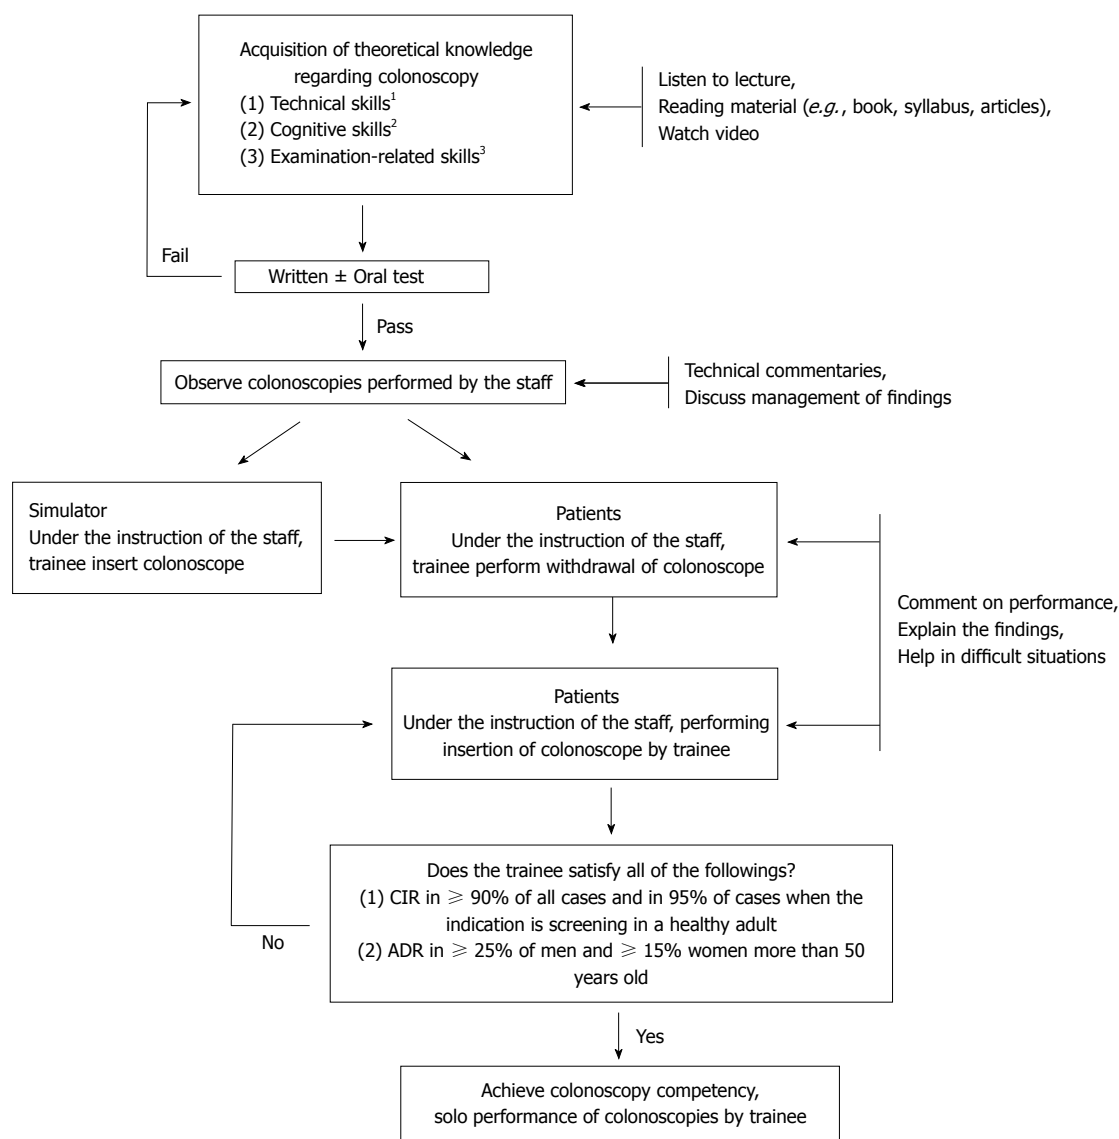 Acquisition of theoretical knowledge
regarding colonoscopy
(1) Technical skills¹
(2) Cognitive skills²
(3) Examination-related skills³
Listen to lecture,
Reading material (e.g., book, syllabus, articles),
Watch video
Fail
Written ± Oral test
Pass
Observe colonoscopies performed by the staff
Technical commentaries,
Discuss management of findings
Simulator
Under the instruction of the staff,
trainee insert colonoscope
Patients
Under the instruction of the staff,
trainee perform withdrawal of colonoscope
Comment on performance,
Explain the findings,
Help in difficult situations
Patients
Under the instruction of the staff, performing
insertion of colonoscope by trainee
Does the trainee satisfy all of the followings?
(1) CIR in ≥ 90% of all cases and in 95% of cases when the
indication is screening in a healthy adult
(2) ADR in ≥ 25% of men and ≥ 15% women more than 50
years old
No
Yes
Achieve colonoscopy competency,
solo performance of colonoscopies by trainee